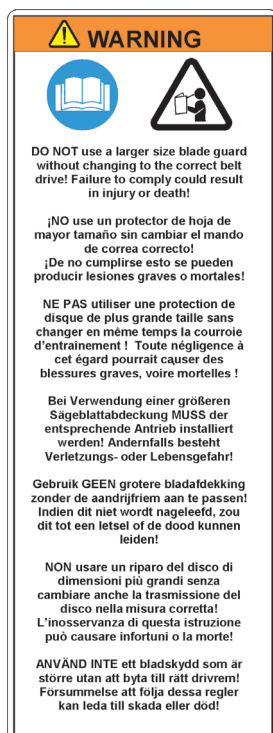 WARNING
DO NOT use a larger size blade guard
without changing to the correct belt
drive! Failure to comply could result
in injury or death!
¡NO use un protector de hoja de
mayor tamaño sin cambiar el mando
de correa correcto!
¡De no cumplirse esto se pueden
producir lesiones graves o mortales!
NE PAS utiliser une protection de
disque de plus grande taille sans
changer en même temps la courroie
d'entraînement ! Toute négligence à
cet égard pourrait causer des
blessures graves, voire mortelles !
Bei Verwendung einer größeren
Sägeblattabdeckung MUSS der
entsprechende Antrieb installiert
werden! Andernfalls besteht
Verletzungs- oder Lebensgefahr!
Gebruik GEEN grotere bladafdekking
zonder de aandrijfriem aan te passen!
Indien dit niet wordt nageleefd, zou
dit tot een letsel of de dood kunnen
leiden!
NON usare un riparo del disco di
dimensioni più grandi senza
cambiare anche la trasmissione del
disco nella misura corretta!
L'inosservanza di questa istruzione
può causare infortuni o la morte!
ANVÄND INTE ett bladskydd som är
större utan att byta till rätt drivrem!
Försummelse att följa dessa regler
kan leda till skada eller död!